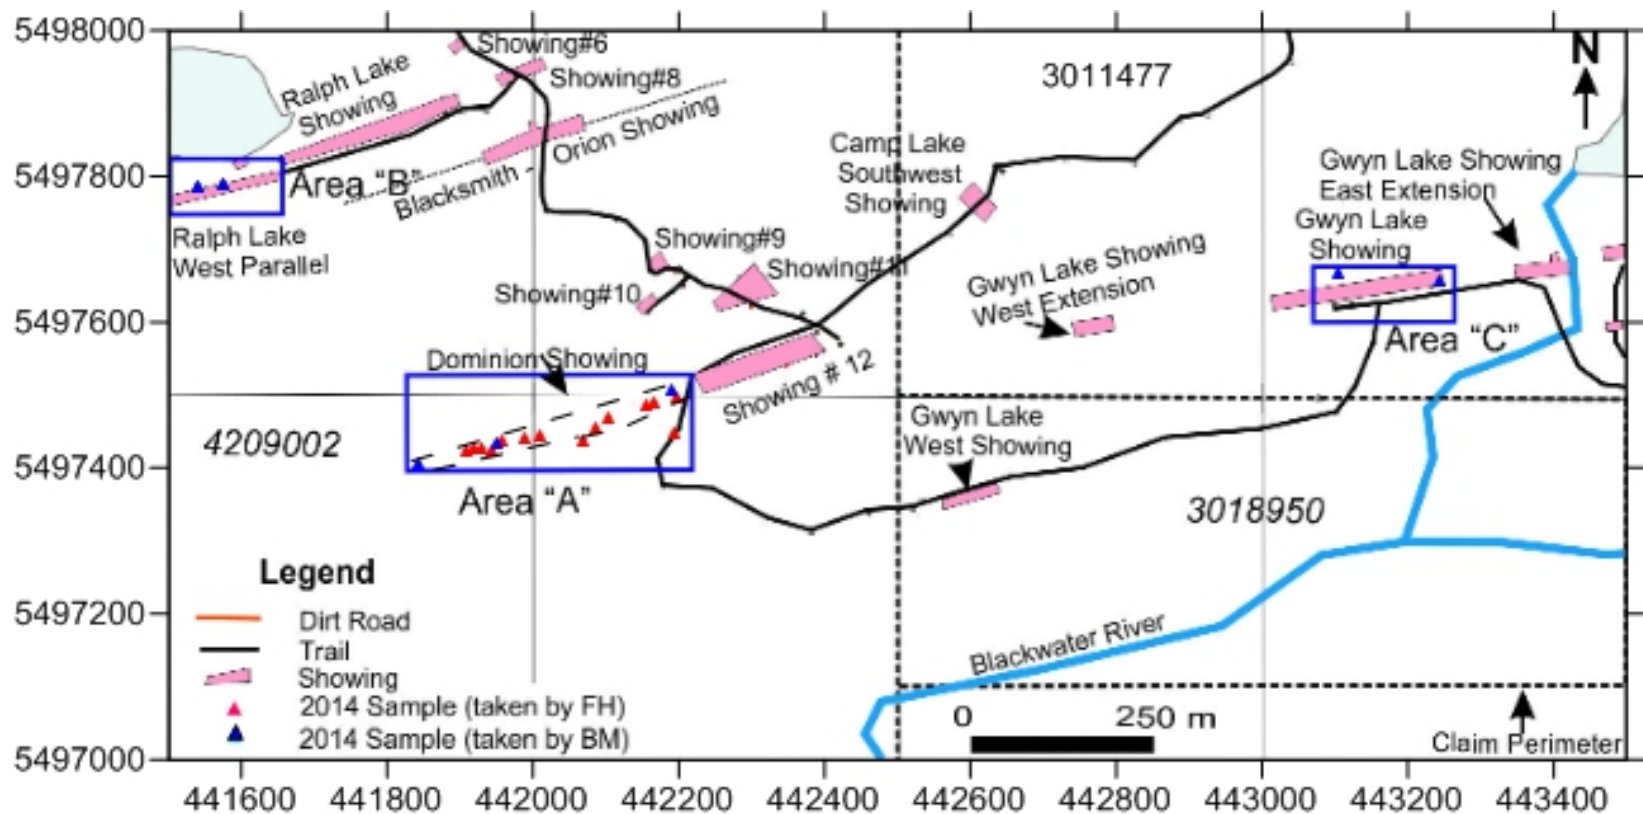 5498000
5497800
5497600
5497400
5497200
5497000
Showing#6
Ralph Lake
Showing
Showing#8
Orion Showing
Blacksmith
Area “B”
Ralph Lake
West Parallel
3011477
N
Camp Lake
Southwest
Showing
Gwyn Lake Showing
East Extension
Gwyn Lake
Showing
Showing#9
Showing#11
Showing#10
Gwyn Lake Showing
West Extension
Area “C”
Dominion Showing
Showing # 12
4209002
Gwyn Lake
West Showing
Area “A”
3018950
Legend
Dirt Road
Trail
Showing
2014 Sample (taken by FH)
2014 Sample (taken by BM)
Blackwater River
0 250 m
Claim Perimeter
441600 441800 442000 442200 442400 442600 442800 443000 443200 443400